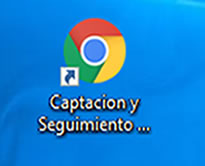 Captacion y
Seguimiento ...